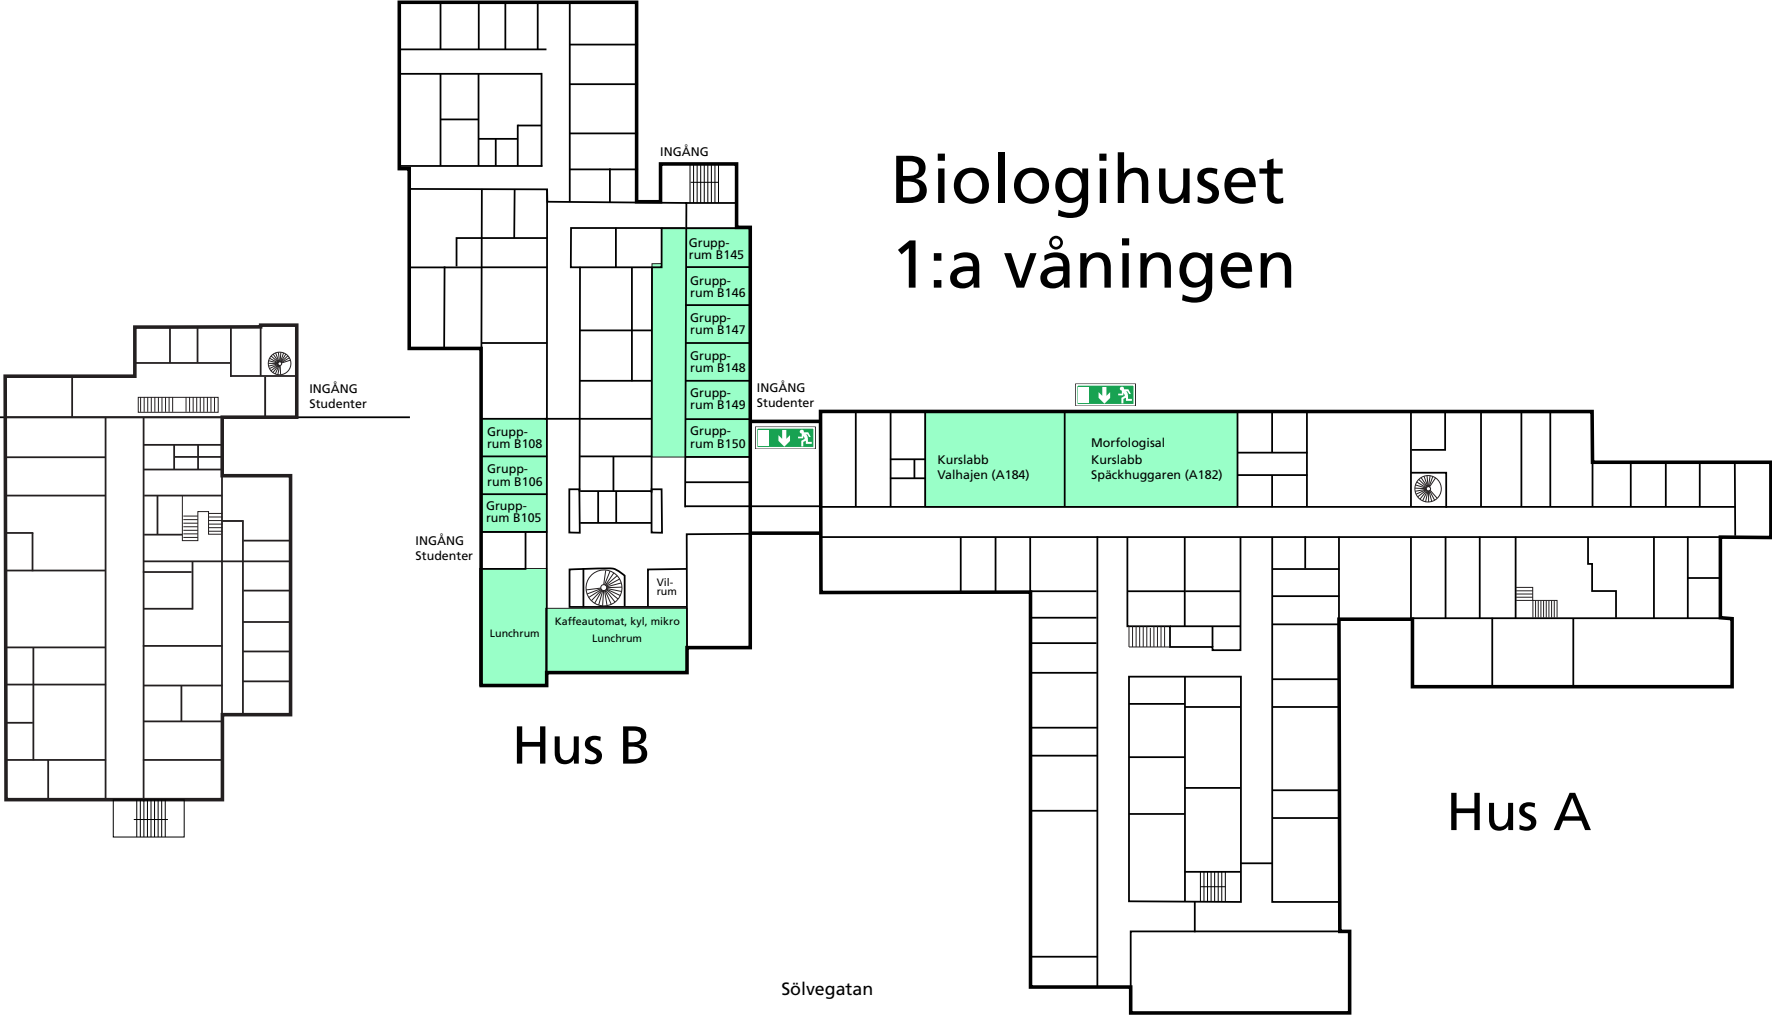 INGÅNG
Biologihuset
1:a våningen
Grupp-
rum B145
Grupp-
rum B146
Grupp-
rum B147
Grupp-
rum B148
Grupp-
rum B149
Grupp-
rum B150
INGÅNG
Studenter
INGÅNG
Studenter
Grupp-
rum B108
Grupp-
rum B106
Grupp-
rum B105
INGÅNG
Studenter
Kurslabb
Valhajen (A184)
Morfologisal
Kurslabb
Späckhuggaren (A182)
Vil-
rum
Lunchrum
Kaffeautomat, kyl, mikro
Lunchrum
Hus B
Hus A
Sölvegatan